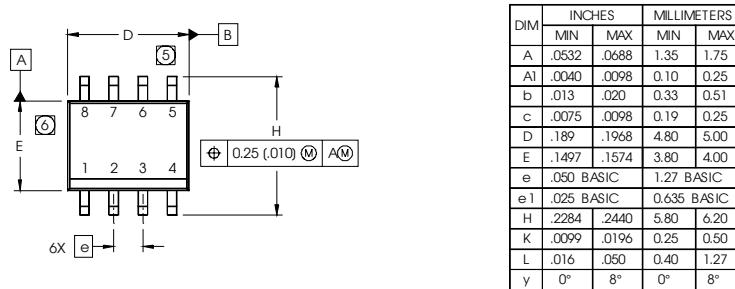 D
B
5
A
8 7 6 5
6
E
H
0.25 (.010) M A M
1 2 3 4
6X e
DIM INCHES MILLIMETERS
MIN MAX MIN MAX
A .0532 .0688 1.35 1.75
A1 .0040 .0098 0.10 0.25
b .013 .020 0.33 0.51
c .0075 .0098 0.19 0.25
D .189 .1968 4.80 5.00
E .1497 .1574 3.80 4.00
e .050 BASIC 1.27 BASIC
e1 .025 BASIC 0.635 BASIC
H .2284 .2440 5.80 6.20
K .0099 .0196 0.25 0.50
L .016 .050 0.40 1.27
y 0° 8° 0° 8°